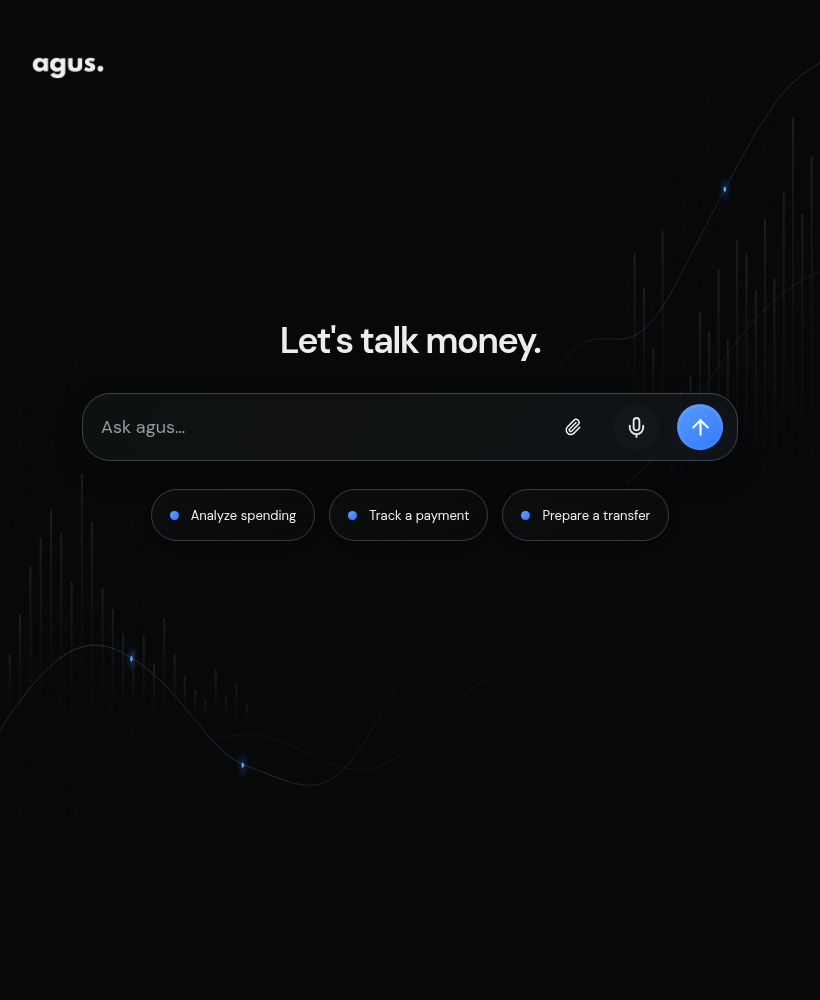 agus.
Let's talk money.
Ask agus...
Analyze spending
Track a payment
Prepare a transfer